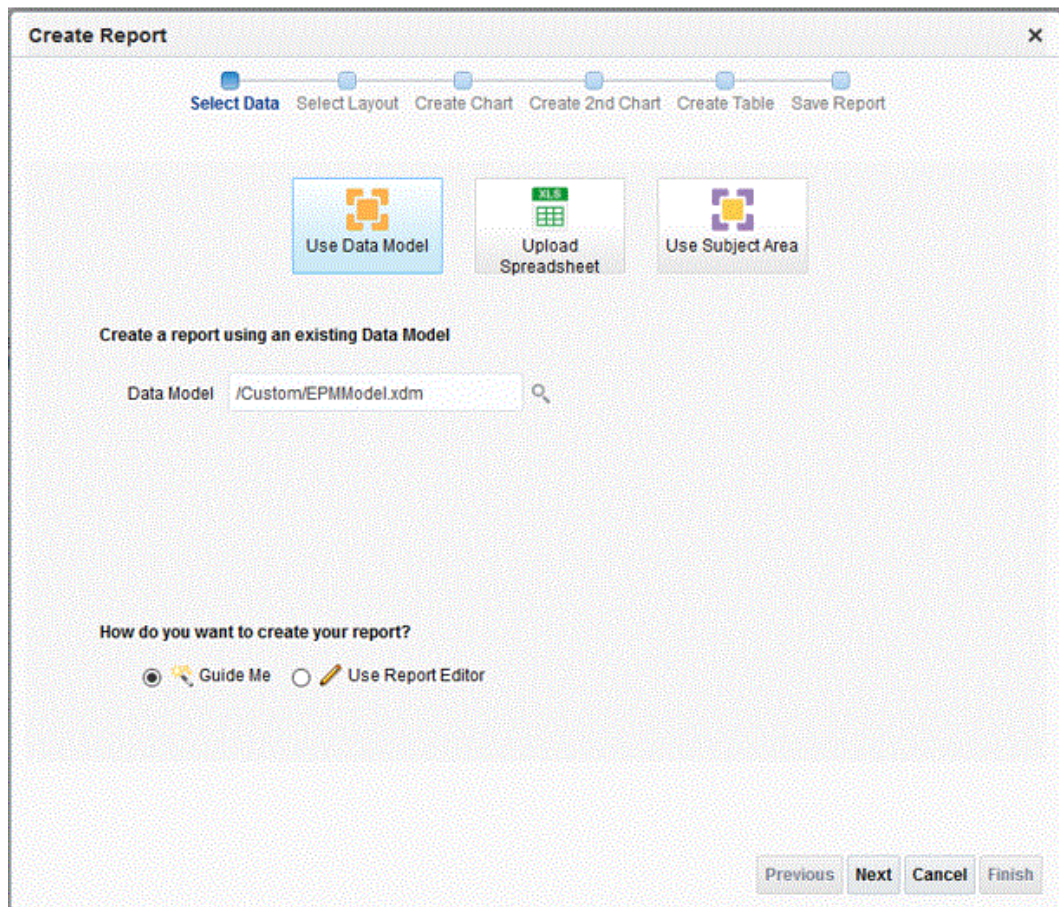 Create Report
Select Data Select Layout Create Chart Create 2nd Chart Create Table Save Report
XLS
Use Data Model
Upload
Spreadsheet
Use Subject Area
Create a report using an existing Data Model
Data Model /Custom/EPMModel.xdm
How do you want to create your report?
Guide Me Use Report Editor
Previous Next Cancel Finish